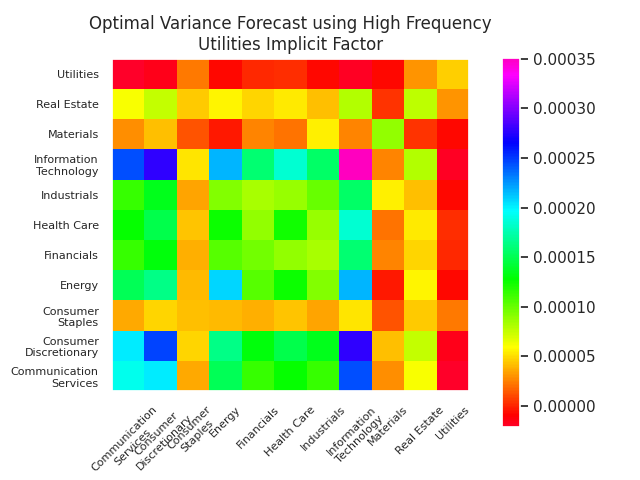 Optimal Variance Forecast using High Frequency
Utilities Implicit Factor
Utilities
Real Estate
Materials
Information
Technology
Industrials
Health Care
Financials
Energy
Consumer
Staples
Consumer
Discretionary
Communication
Services
Communication
Services
Consumer
Discretionary
Consumer
Staples
Energy
Financials
Health Care
Industrials
Information
Technology
Materials
Real Estate
Utilities
0.00035
0.00030
0.00025
0.00020
0.00015
0.00010
0.00005
0.00000